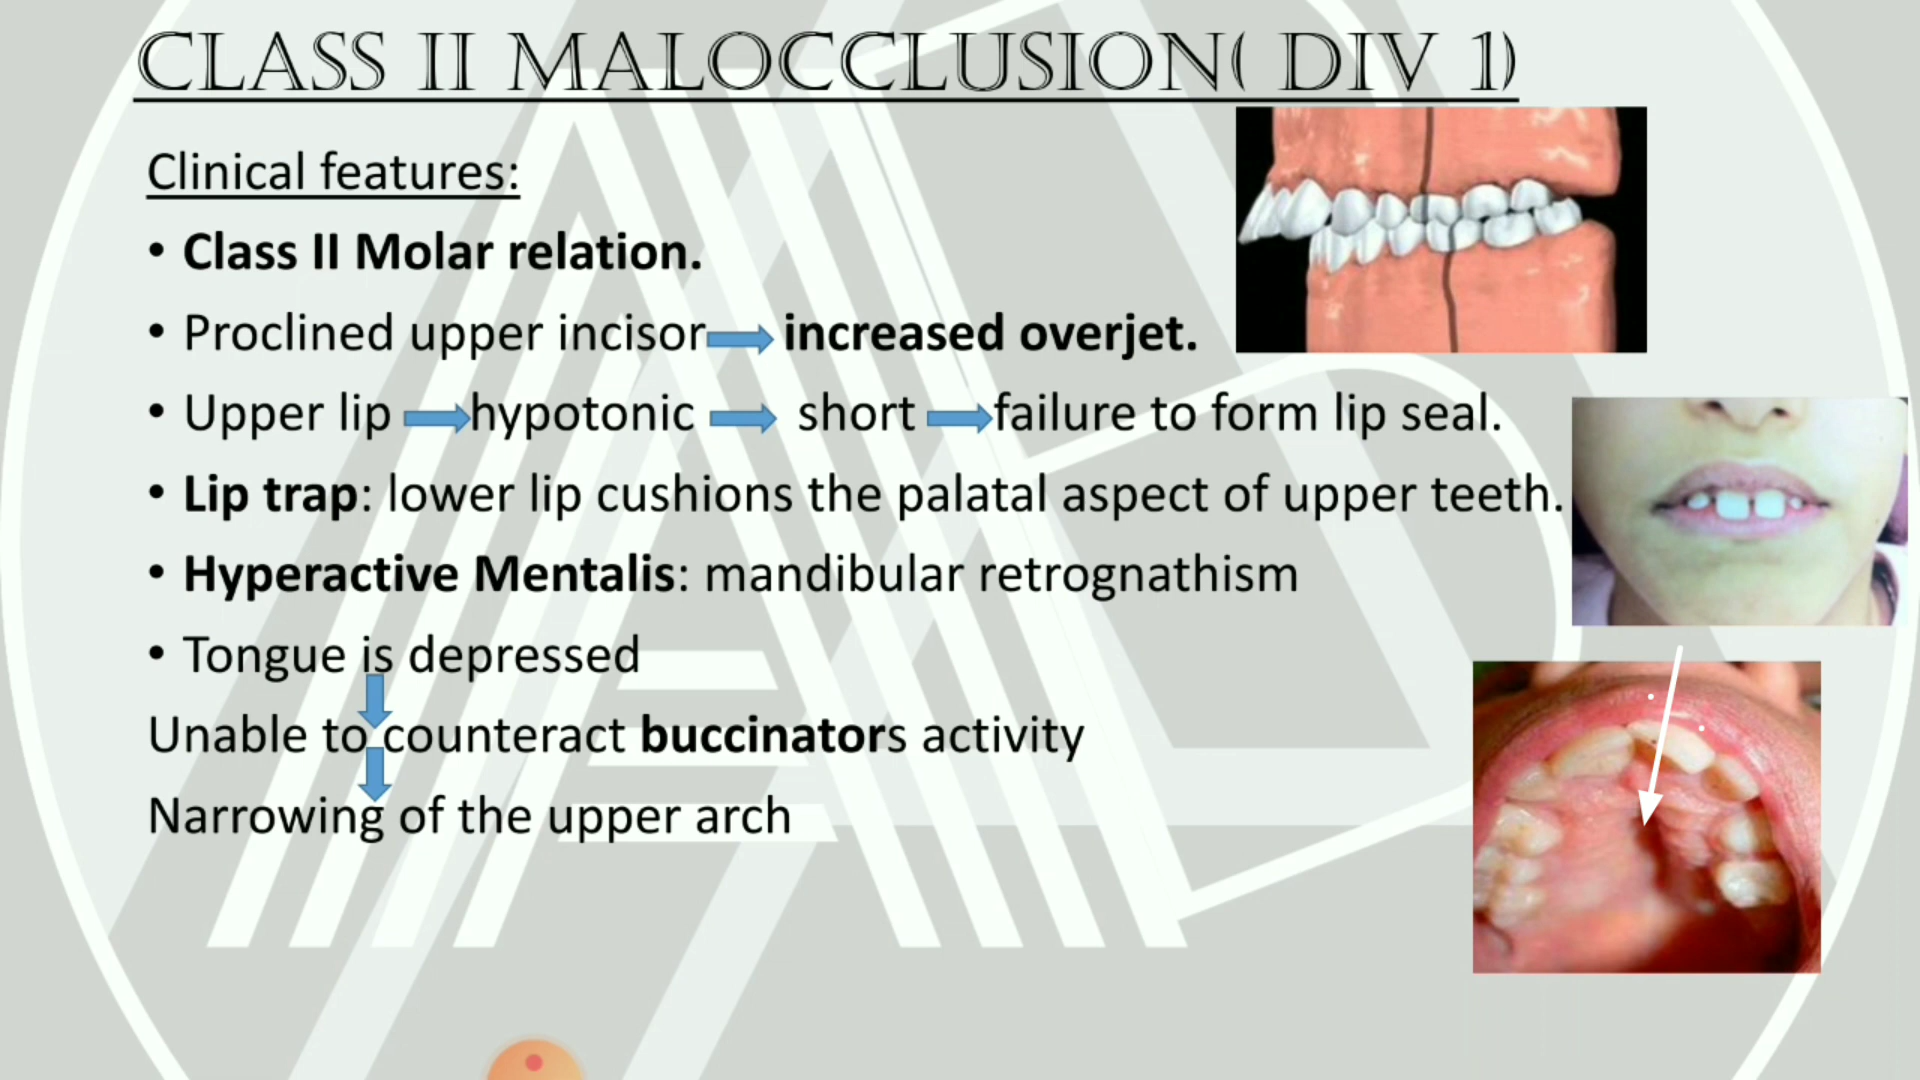 CLASS II MALOCCLUSION( DIV 1)
Clinical features:
• Class II Molar relation.
• Proclined upper incisor increased overjet.
• Upper lip hypotonic short failure to form lip seal.
• Lip trap: lower lip cushions the palatal aspect of upper teeth.
• Hyperactive Mentalis: mandibular retrognathism
• Tongue is depressed
Unable to counteract buccinators activity
Narrowing of the upper arch